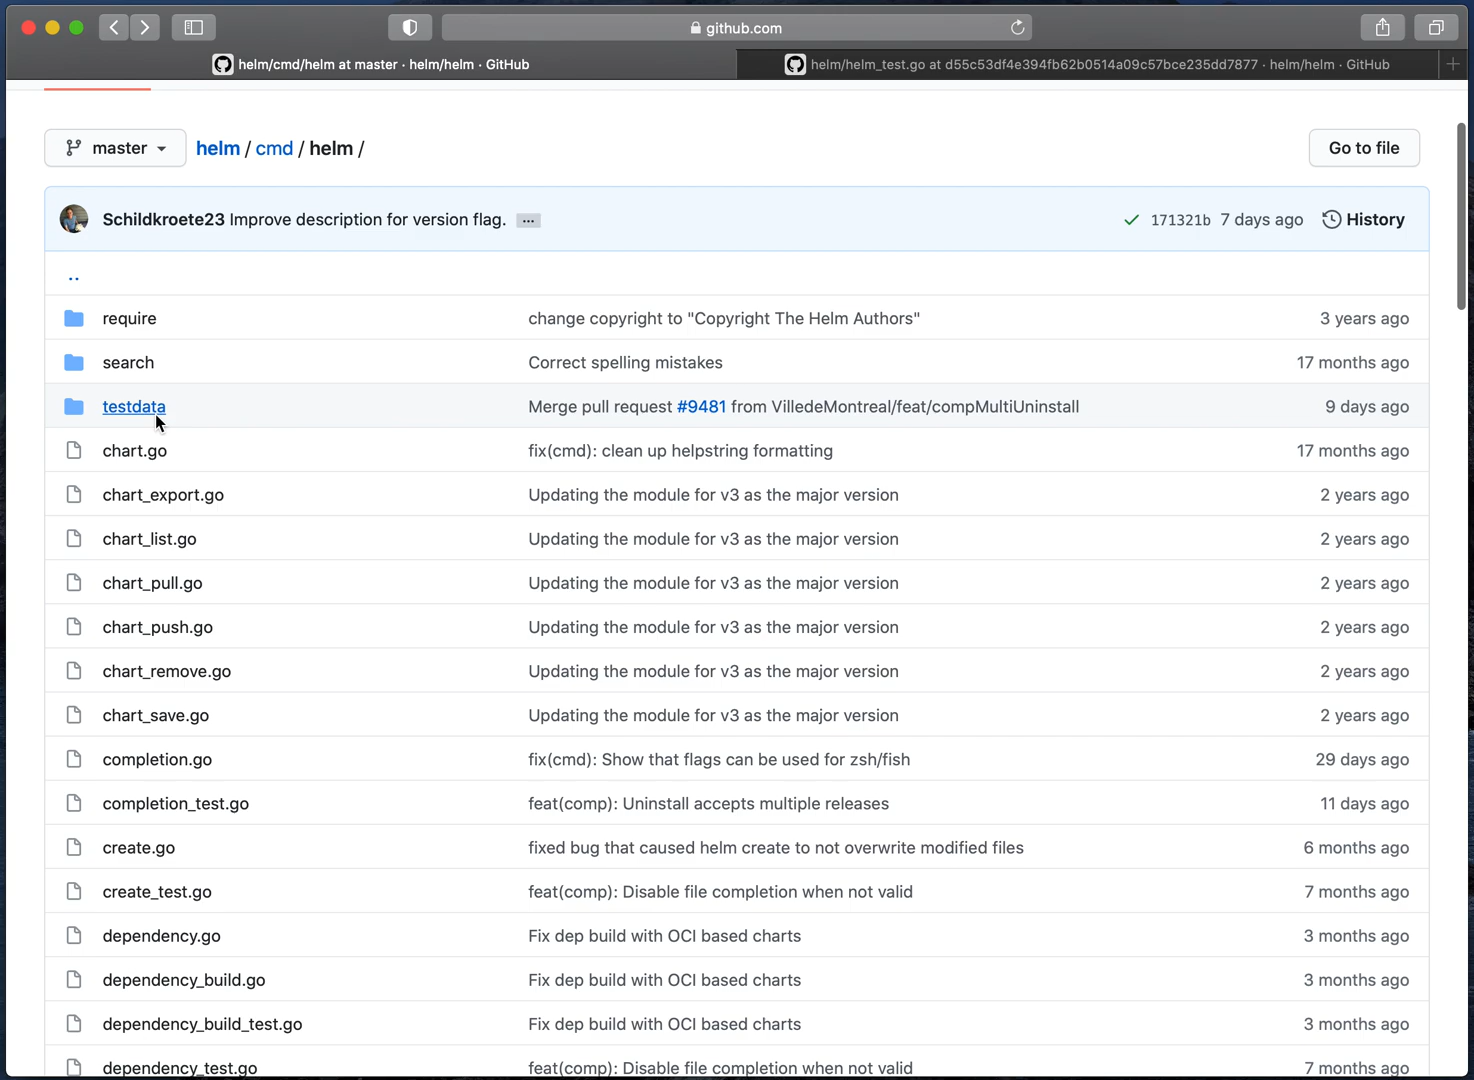 github.com
helm/cmd/helm at master · helm/helm · GitHub
helm/helm_test.go at d55c53df4e394fb62b0514a09c57bce235dd7877 · helm/helm · GitHub
master
helm / cmd / helm /
Go to file
Schildkroete23 Improve description for version flag. ...
171321b 7 days ago History
..
require change copyright to "Copyright The Helm Authors" 3 years ago
search Correct spelling mistakes 17 months ago
testdata Merge pull request #9481 from VilledeMontreal/feat/compMultiUninstall 9 days ago
chart.go fix(cmd): clean up helpstring formatting 17 months ago
chart_export.go Updating the module for v3 as the major version 2 years ago
chart_list.go Updating the module for v3 as the major version 2 years ago
chart_pull.go Updating the module for v3 as the major version 2 years ago
chart_push.go Updating the module for v3 as the major version 2 years ago
chart_remove.go Updating the module for v3 as the major version 2 years ago
chart_save.go Updating the module for v3 as the major version 2 years ago
completion.go fix(cmd): Show that flags can be used for zsh/fish 29 days ago
completion_test.go feat(comp): Uninstall accepts multiple releases 11 days ago
create.go fixed bug that caused helm create to not overwrite modified files 6 months ago
create_test.go feat(comp): Disable file completion when not valid 7 months ago
dependency.go Fix dep build with OCI based charts 3 months ago
dependency_build.go Fix dep build with OCI based charts 3 months ago
dependency_build_test.go Fix dep build with OCI based charts 3 months ago
dependency_test.go feat(comp): Disable file completion when not valid 7 months ago